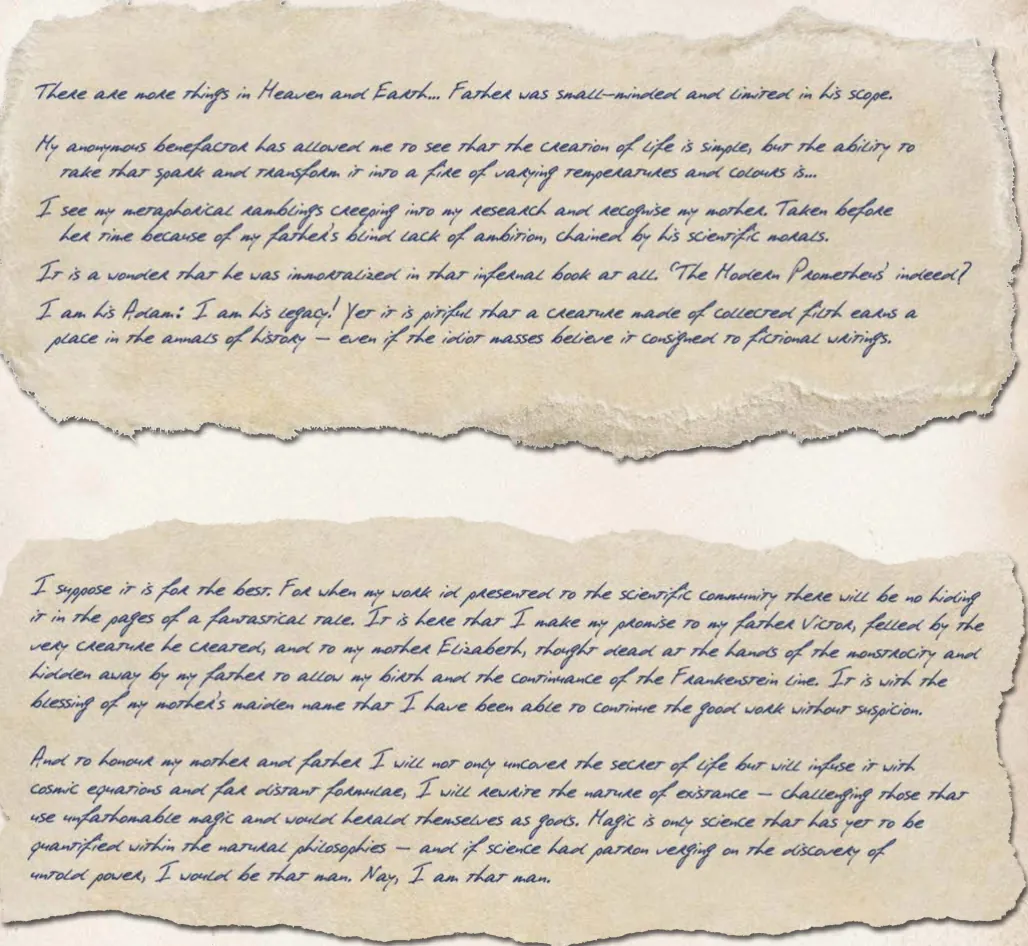 There are more things in Heaven and Earth... Father was small-minded and limited in his scope.
My anonymous benefactor has allowed me to see that the creation of life is simple, but the ability to
take that spark and transform it into a fire of varying temperatures and colours is...
I see my metaphorical ramblings creeping into my research and recognise my mother. Taken before
her time because of my father's blind lack of ambition, chained by his scientific morals.
It is a wonder that he was immortalized in that infernal book at all. 'The Modern Prometheus' indeed?
I am his Adam: I am his legacy! Yet it is pitiful that a creature made of collected filth earns a
place in the annals of history – even if the idiot masses believe it consigned to fictional writings.
I suppose it is for the best. For when my work id presented to the scientific community there will be no hiding
it in the pages of a fantastical tale. It is here that I make my promise to my father Victor, felled by the
very creature he created, and to my mother Elizabeth, thought dead at the hands of the monstrocity and
hidden away by my father to allow my birth and the continuance of the Frankenstein line. It is with the
blessing of my mother's maiden name that I have been able to continue the good work without suspicion.
And to honour my mother and father I will not only uncover the secret of life but will infuse it with
cosmic equations and far distant formulae, I will rewrite the nature of existance – challenging those that
use unfathomable magic and would herald themselves as gods. Magic is only science that has yet to be
quantified within the natural philosophies – and if science had patron verging on the discovery of
untold power, I would be that man. Nay, I am that man.